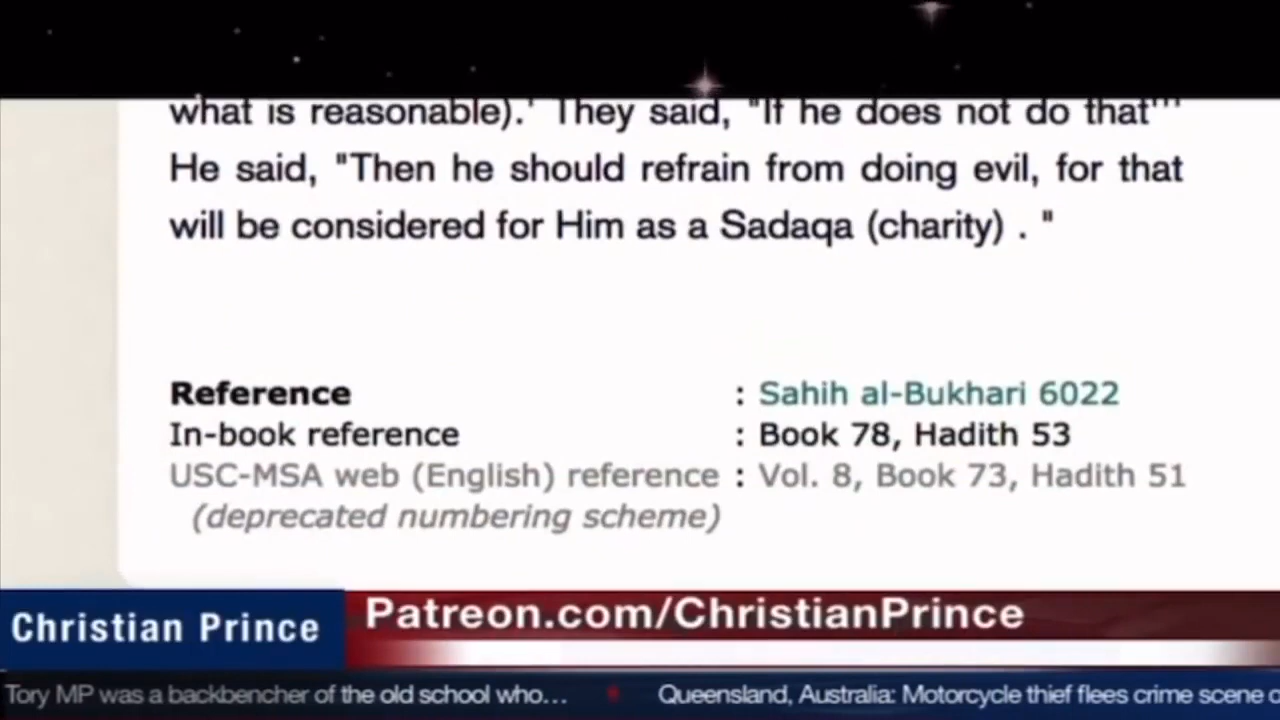 what is reasonable).' They said, "If he does not do that'"
He said, "Then he should refrain from doing evil, for that
will be considered for Him as a Sadaqa (charity) . "
Reference : Sahih al-Bukhari 6022
In-book reference : Book 78, Hadith 53
USC-MSA web (English) reference : Vol. 8, Book 73, Hadith 51
(deprecated numbering scheme)
Christian Prince
Patreon.com/ChristianPrince
Tory MP was a backbencher of the old school who... Queensland, Australia: Motorcycle thief flees crime scene